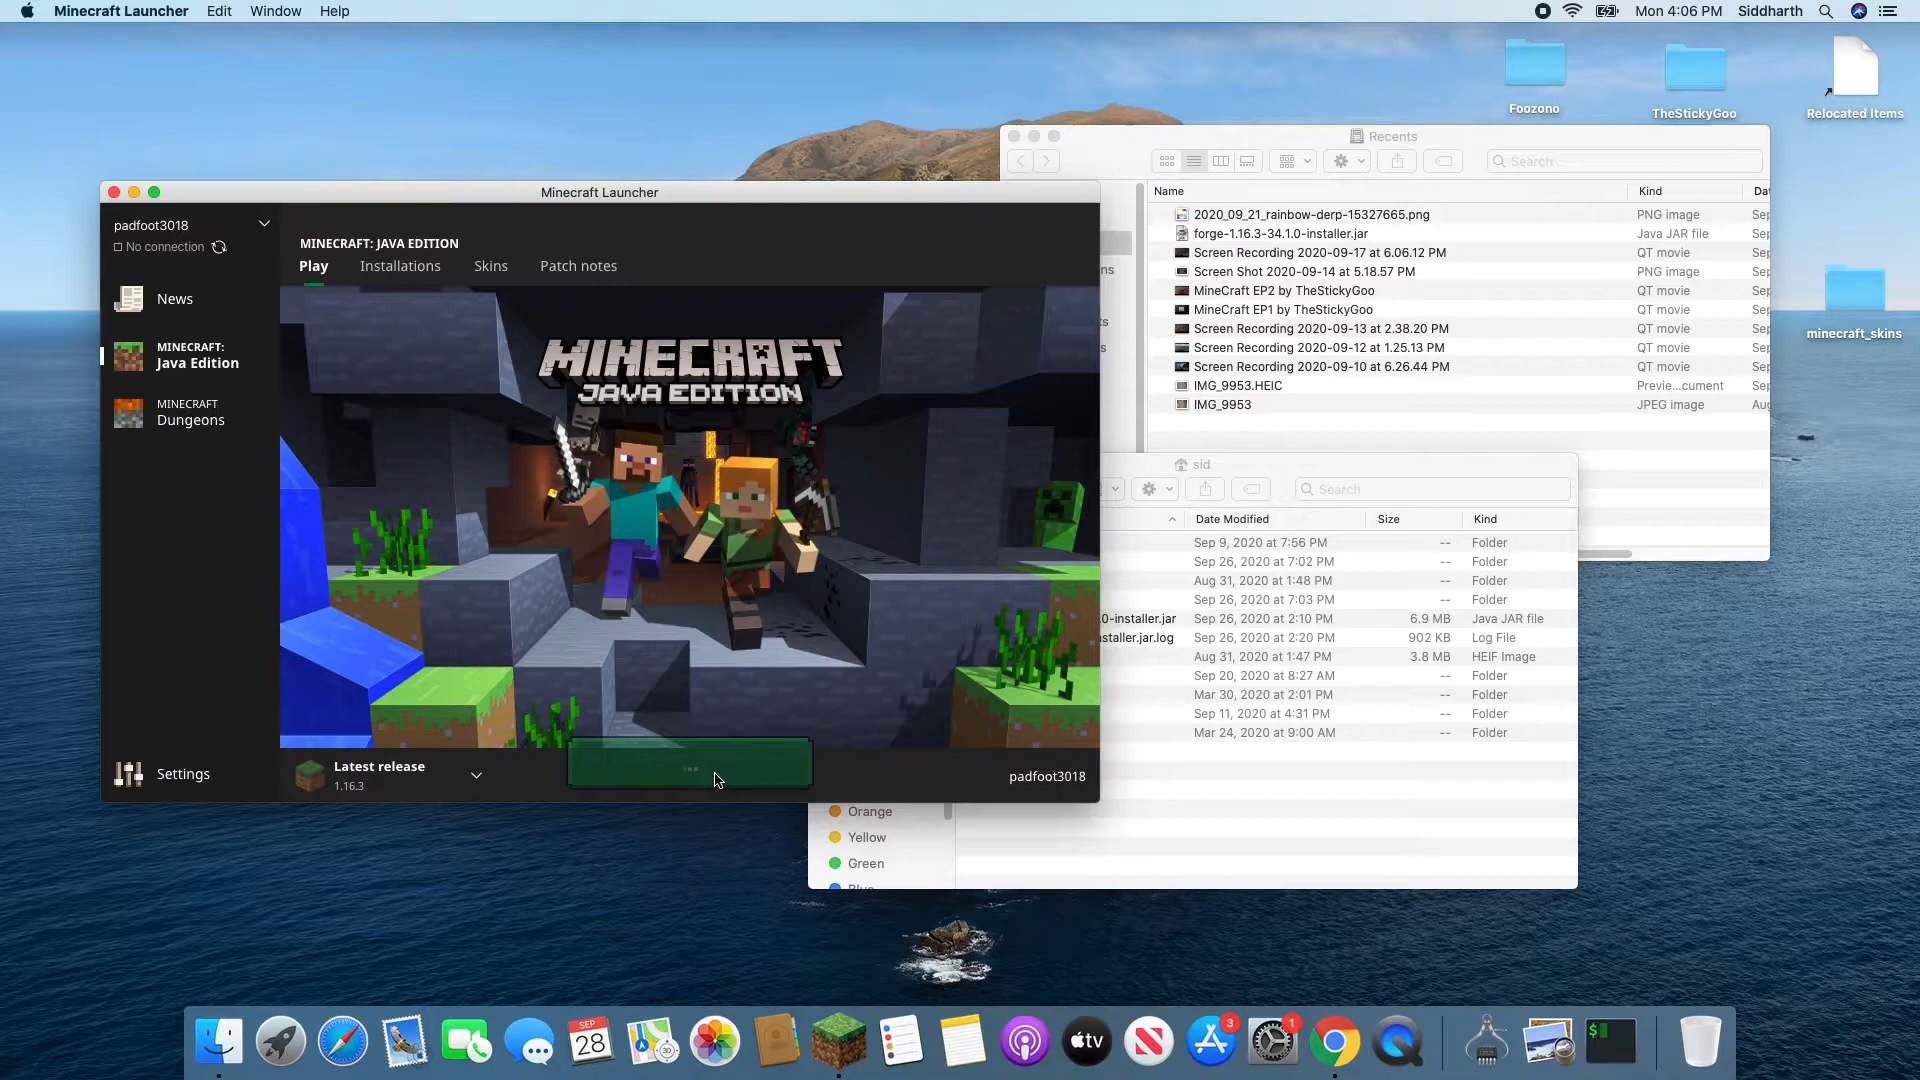 Minecraft Launcher Edit Window Help
Mon 4:06 PM Siddharth
Foozono
TheStickyGoo
Relocated Items
minecraft_skins
Recents
Search
Name Kind
2020_09_21_rainbow-derp-15327665.png PNG image
forge-1.16.3-34.1.0-installer.jar Java JAR file
Screen Recording 2020-09-17 at 6.06.12 PM QT movie
Screen Shot 2020-09-14 at 5.18.57 PM PNG image
MineCraft EP2 by TheStickyGoo QT movie
MineCraft EP1 by TheStickyGoo QT movie
Screen Recording 2020-09-13 at 2.38.20 PM QT movie
Screen Recording 2020-09-12 at 1.25.13 PM QT movie
Screen Recording 2020-09-10 at 6.26.44 PM QT movie
IMG_9953.HEIC Previe...cument
IMG_9953 JPEG image
Minecraft Launcher
padfoot3018
No connection
News
MINECRAFT:
Java Edition
MINECRAFT
Dungeons
Settings
MINECRAFT: JAVA EDITION
Play Installations Skins Patch notes
MINECRAFT
JAVA EDITION
Latest release
1.16.3
padfoot3018
sid
Search
Date Modified Size Kind
Sep 9, 2020 at 7:56 PM -- Folder
Sep 26, 2020 at 7:02 PM -- Folder
Aug 31, 2020 at 1:48 PM -- Folder
Sep 26, 2020 at 7:03 PM -- Folder
0-installer.jar Sep 26, 2020 at 2:10 PM 6.9 MB Java JAR file
staller.jar.log Sep 26, 2020 at 2:20 PM 902 KB Log File
Aug 31, 2020 at 1:47 PM 3.8 MB HEIF Image
Sep 20, 2020 at 8:27 AM -- Folder
Mar 30, 2020 at 2:01 PM -- Folder
Sep 11, 2020 at 4:31 PM -- Folder
Mar 24, 2020 at 9:00 AM -- Folder
Orange
Yellow
Green
SEP
28
3D
tv
3
1
$